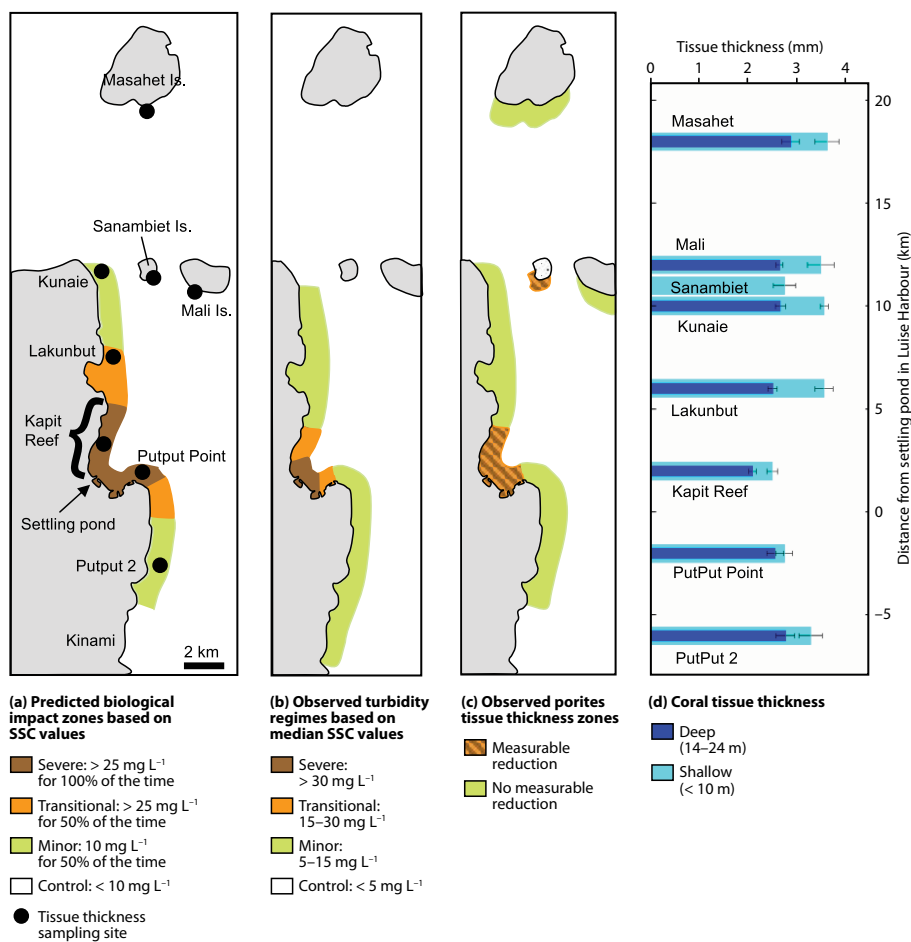 Masahet Is.
Sanambiet Is.
Kunaie
Mali Is.
Lakunbut
Kapit
Reef
Putput Point
Settling pond
Putput 2
Kinami
2 km
Tissue thickness (mm)
0 1 2 3 4
20
Masahet
15
Mali
Sanambiet
10
Kunaie
Lakunbut
5
Kapit Reef
0
PutPut Point
−5
PutPut 2
Distance from settling pond in Luise Harbour (km)
(a) Predicted biological
impact zones based on
SSC values
Severe: > 25 mg L⁻¹
for 100% of the time
Transitional: > 25 mg L⁻¹
for 50% of the time
Minor: 10 mg L⁻¹
for 50% of the time
Control: < 10 mg L⁻¹
Tissue thickness
sampling site
(b) Observed turbidity
regimes based on
median SSC values
Severe:
> 30 mg L⁻¹
Transitional:
15–30 mg L⁻¹
Minor:
5–15 mg L⁻¹
Control: < 5 mg L⁻¹
(c) Observed porites
tissue thickness zones
Measurable
reduction
No measurable
reduction
(d) Coral tissue thickness
Deep
(14–24 m)
Shallow
(< 10 m)